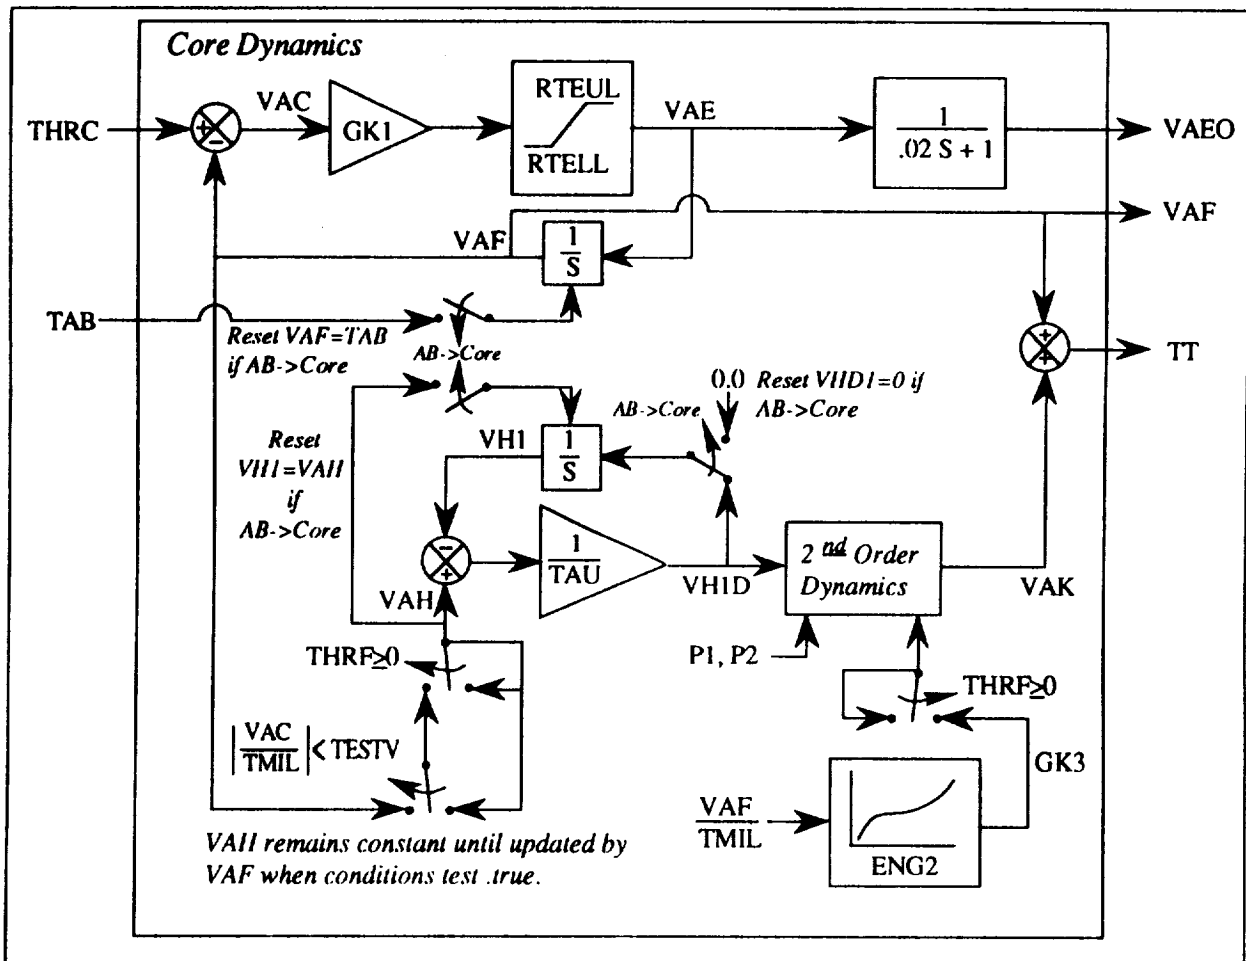 Core Dynamics
THRC
+
−
VAC
GK1
RTEUL
RTELL
VAE
1
.02 S + 1
VAEO
VAF
VAF
1
S
TAB
Reset VAF=TAB
if AB->Core
AB->Core
TT
+
+
0.0 Reset VHD1=0 if
AB->Core
AB->Core
Reset
VH1=VAH
if
AB->Core
VH1
1
S
−
+
1
TAU
VH1D
2 nd Order
Dynamics
VAK
VAH
P1, P2
THRF≥0
THRF≥0
VAC
TMIL
< TESTV
GK3
VAF
TMIL
ENG2
VAH remains constant until updated by
VAF when conditions test .true.